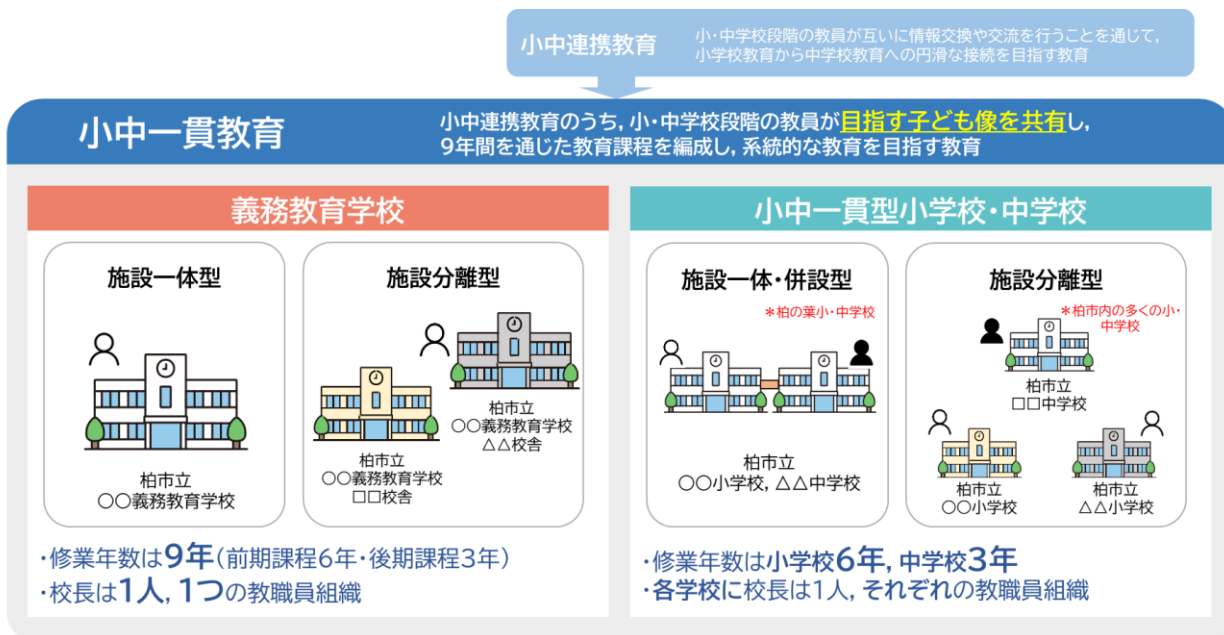 小中連携教育
小・中学校段階の教員が互いに情報交換や交流を行うことを通じて,
小学校教育から中学校教育への円滑な接続を目指す教育
小中一貫教育
小中連携教育のうち, 小・中学校段階の教員が目指す子ども像を共有し,
9年間を通じた教育課程を編成し, 系統的な教育を目指す教育
義務教育学校
施設一体型
柏市立
○○義務教育学校
施設分離型
柏市立
○○義務教育学校
△△校舎
柏市立
○○義務教育学校
□□校舎
・修業年数は9年(前期課程6年・後期課程3年)
・校長は1人, 1つの教職員組織
小中一貫型小学校・中学校
施設一体・併設型
*柏の葉小・中学校
柏市立
○○小学校, △△中学校
施設分離型
*柏市内の多くの小・
中学校
柏市立
□□中学校
柏市立
○○小学校
柏市立
△△小学校
・修業年数は小学校6年, 中学校3年
・各学校に校長は1人, それぞれの教職員組織